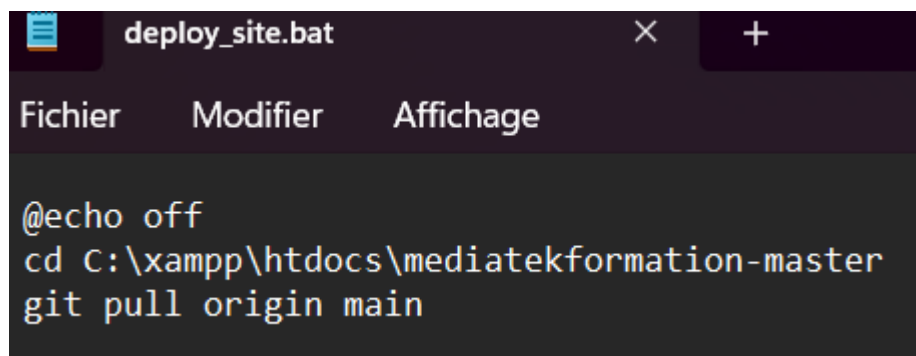 deploy_site.bat × +
Fichier Modifier Affichage
@echo off
cd C:\xampp\htdocs\mediatekformation-master
git pull origin main